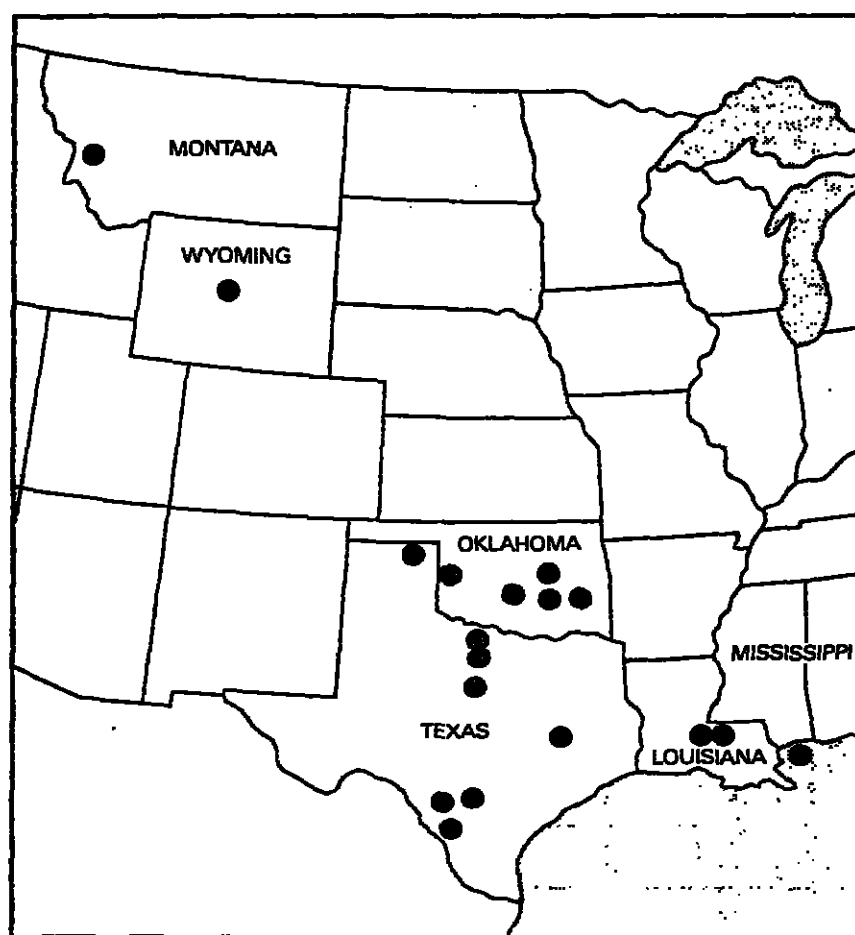 MONTANA
WYOMING
OKLAHOMA
MISSISSIPPI
TEXAS
LOUISIANA